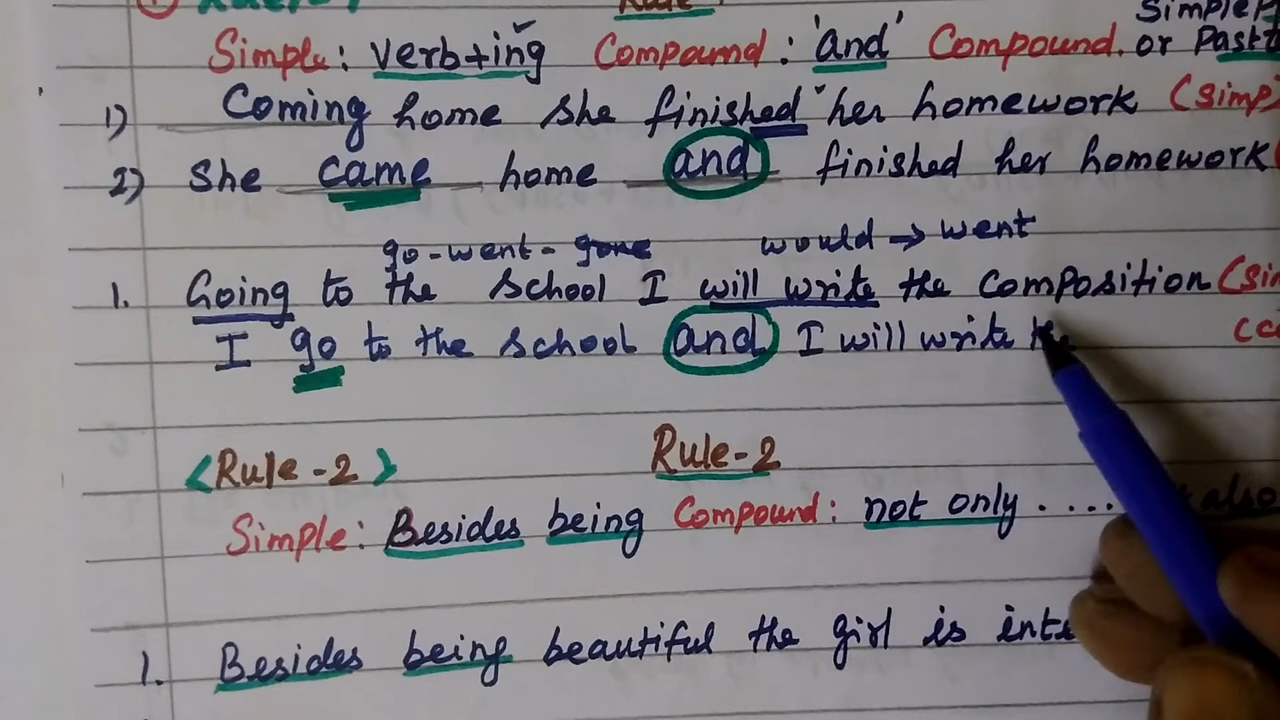 Simple: verb+ing Compound: 'and' Compound. or Past
1) Coming home she finished her homework (simp
2) She came home and finished her homework
go-went-gone would → went
1. Going to the school I will write the composition (sim
I go to the school and I will write the
<Rule-2> Rule-2
Simple: Besides being Compound: not only .... also
1. Besides being beautiful the girl is inte